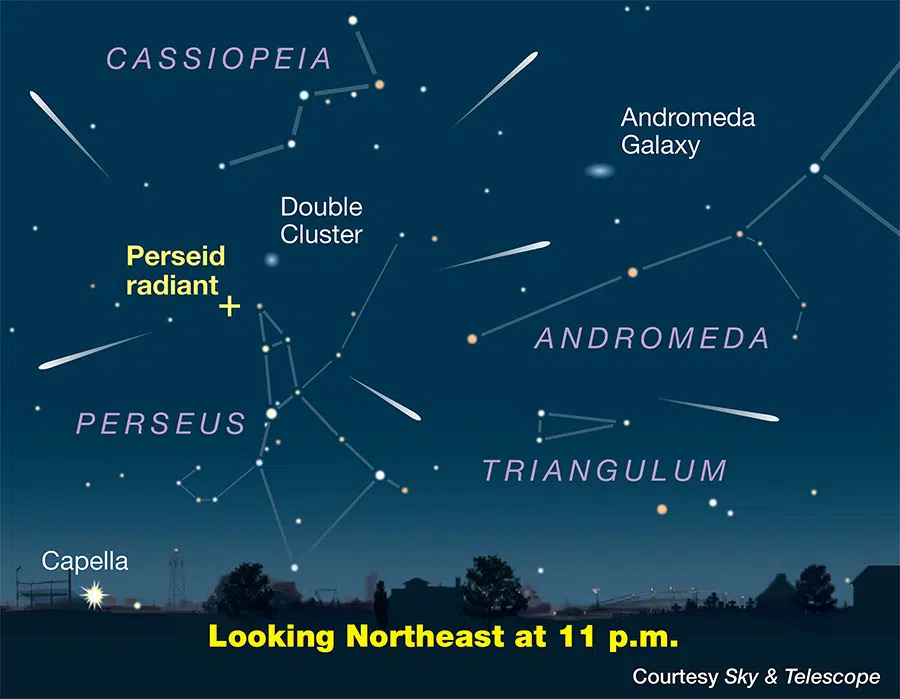 CASSIOPEIA
Andromeda
Galaxy
Double
Cluster
Perseid
radiant
ANDROMEDA
PERSEUS
TRIANGULUM
Capella
Looking Northeast at 11 p.m.
Courtesy Sky & Telescope